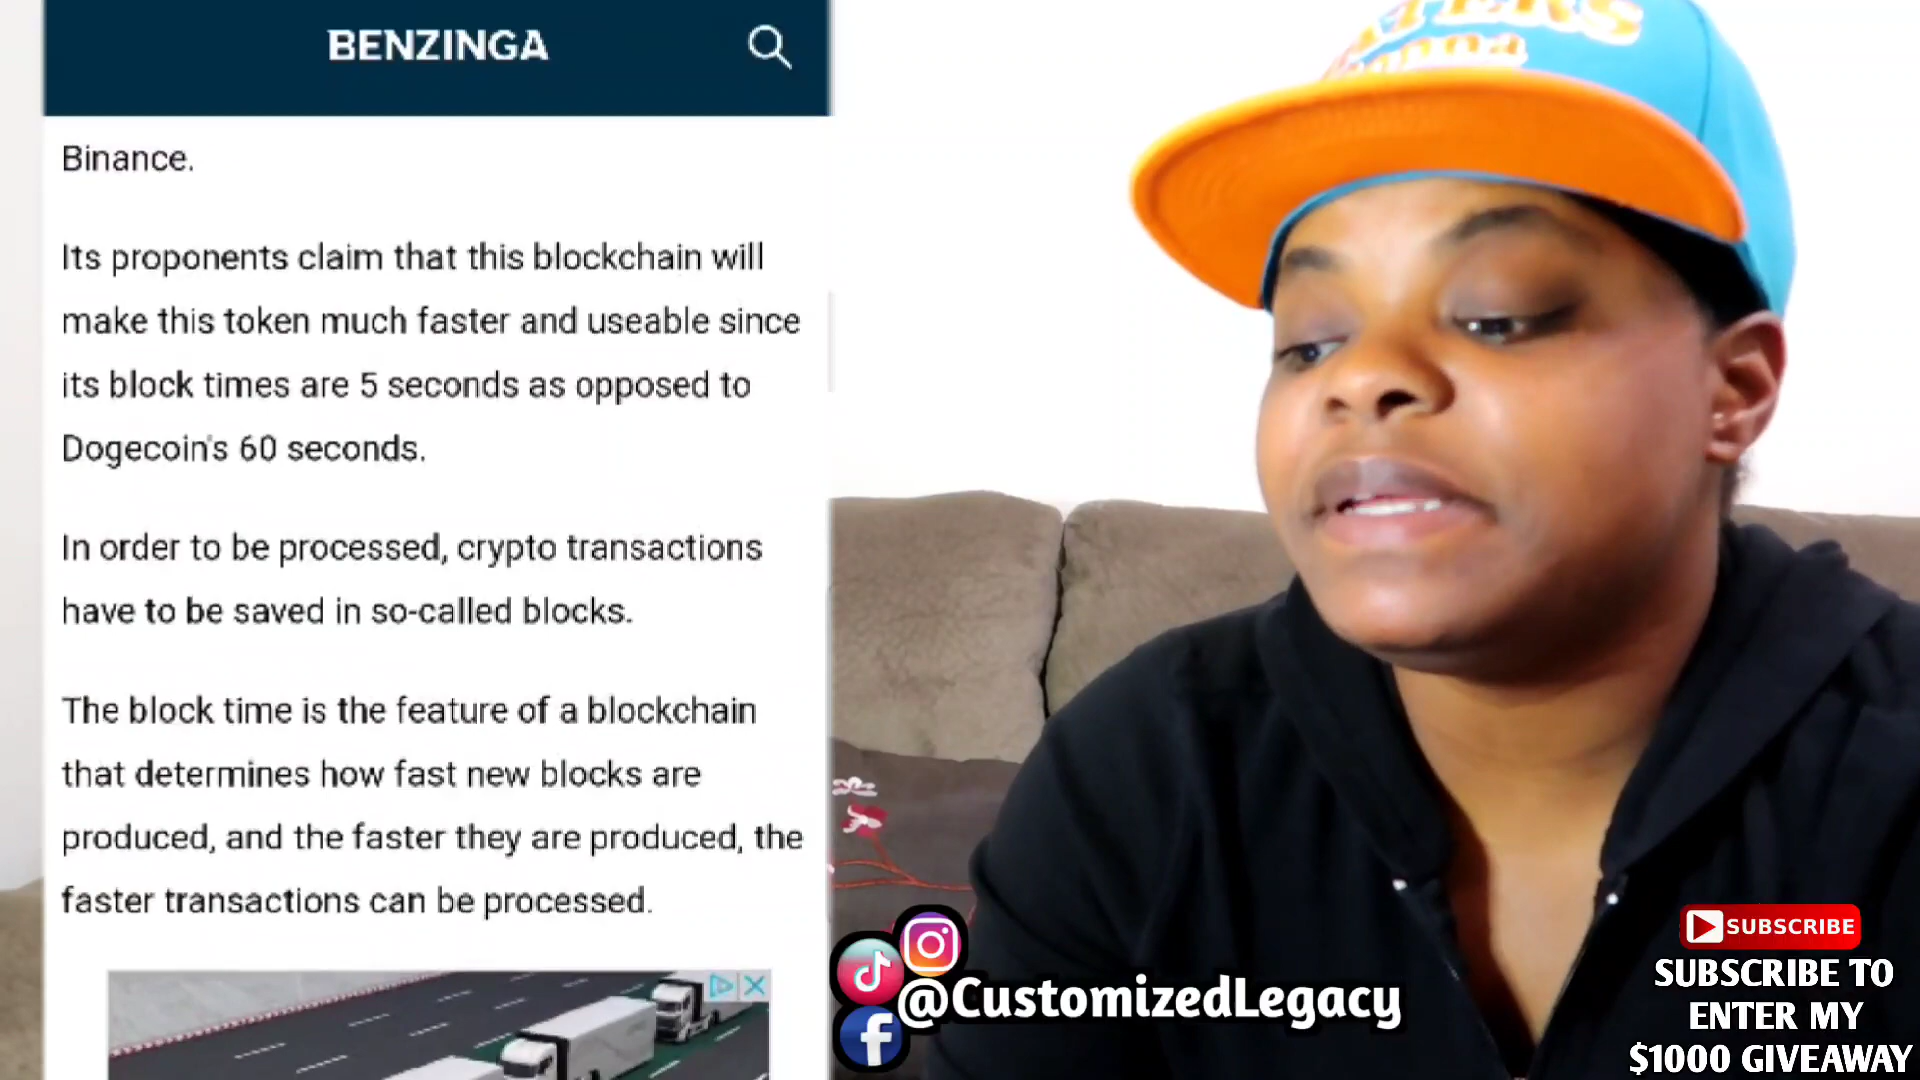 BENZINGA
Binance.
Its proponents claim that this blockchain will
make this token much faster and useable since
its block times are 5 seconds as opposed to
Dogecoin's 60 seconds.
In order to be processed, crypto transactions
have to be saved in so-called blocks.
The block time is the feature of a blockchain
that determines how fast new blocks are
produced, and the faster they are produced, the
faster transactions can be processed.
@CustomizedLegacy
SUBSCRIBE
SUBSCRIBE TO
ENTER MY
$1000 GIVEAWAY